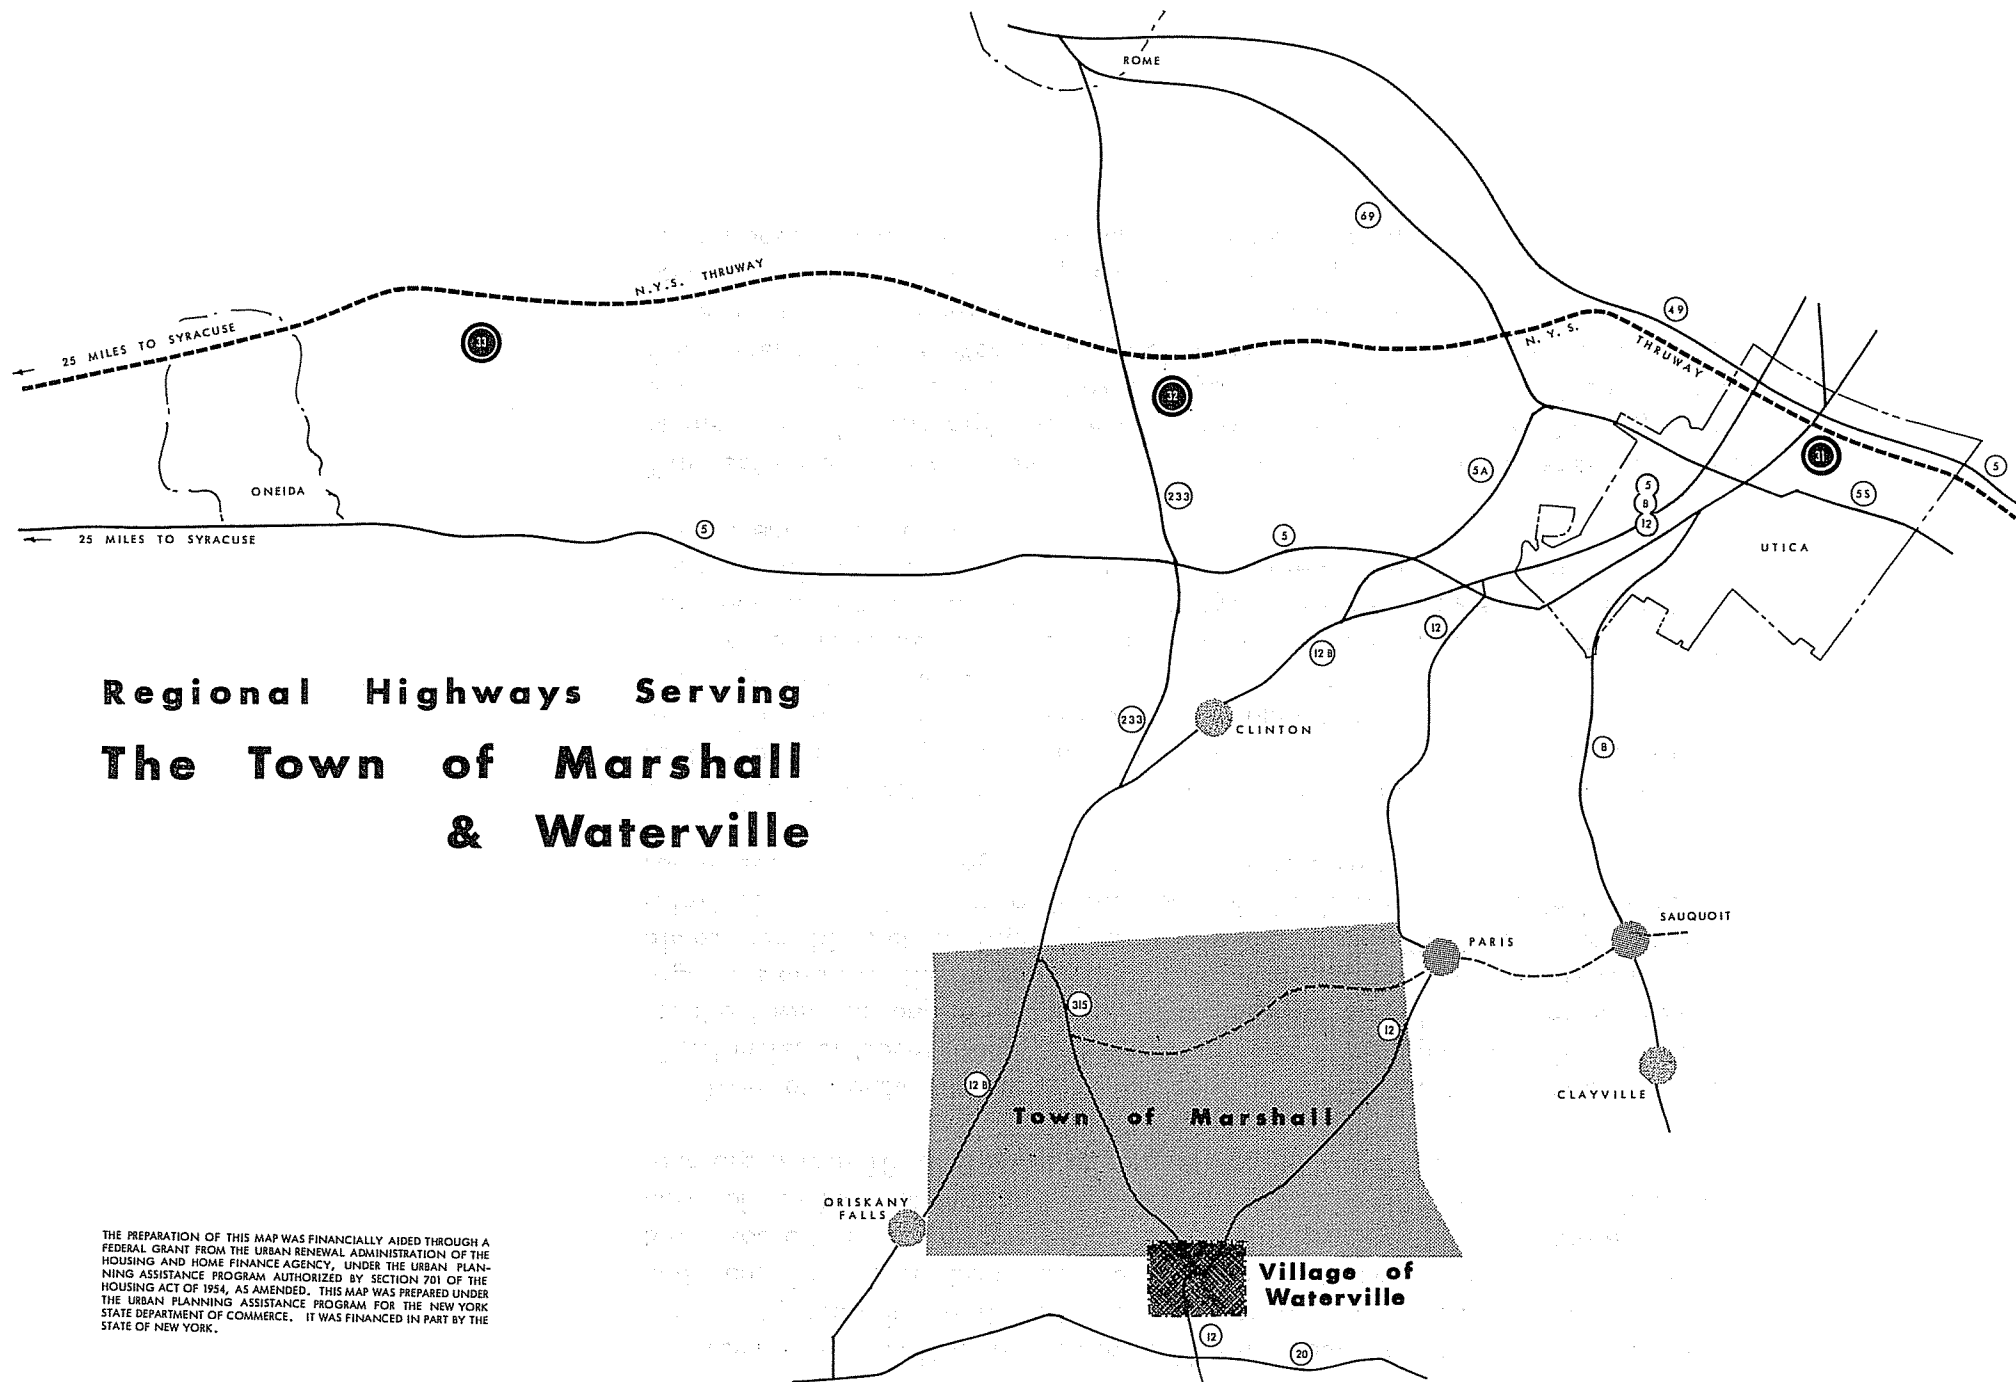 ROME
69
N.Y.S. THRUWAY
49
25 MILES TO SYRACUSE
33
N. Y. S. THRUWAY
32
31
5
5A
233
5
8
12
5S
ONEIDA
5
5
25 MILES TO SYRACUSE
UTICA
12
12 B
Regional Highways Serving
The Town of Marshall
& Waterville
233
CLINTON
8
SAUQUOIT
PARIS
315
12
12 B
CLAYVILLE
Town of Marshall
ORISKANY
FALLS
Village of
Waterville
12
20
THE PREPARATION OF THIS MAP WAS FINANCIALLY AIDED THROUGH A
FEDERAL GRANT FROM THE URBAN RENEWAL ADMINISTRATION OF THE
HOUSING AND HOME FINANCE AGENCY, UNDER THE URBAN PLAN-
NING ASSISTANCE PROGRAM AUTHORIZED BY SECTION 701 OF THE
HOUSING ACT OF 1954, AS AMENDED. THIS MAP WAS PREPARED UNDER
THE URBAN PLANNING ASSISTANCE PROGRAM FOR THE NEW YORK
STATE DEPARTMENT OF COMMERCE. IT WAS FINANCED IN PART BY THE
STATE OF NEW YORK.